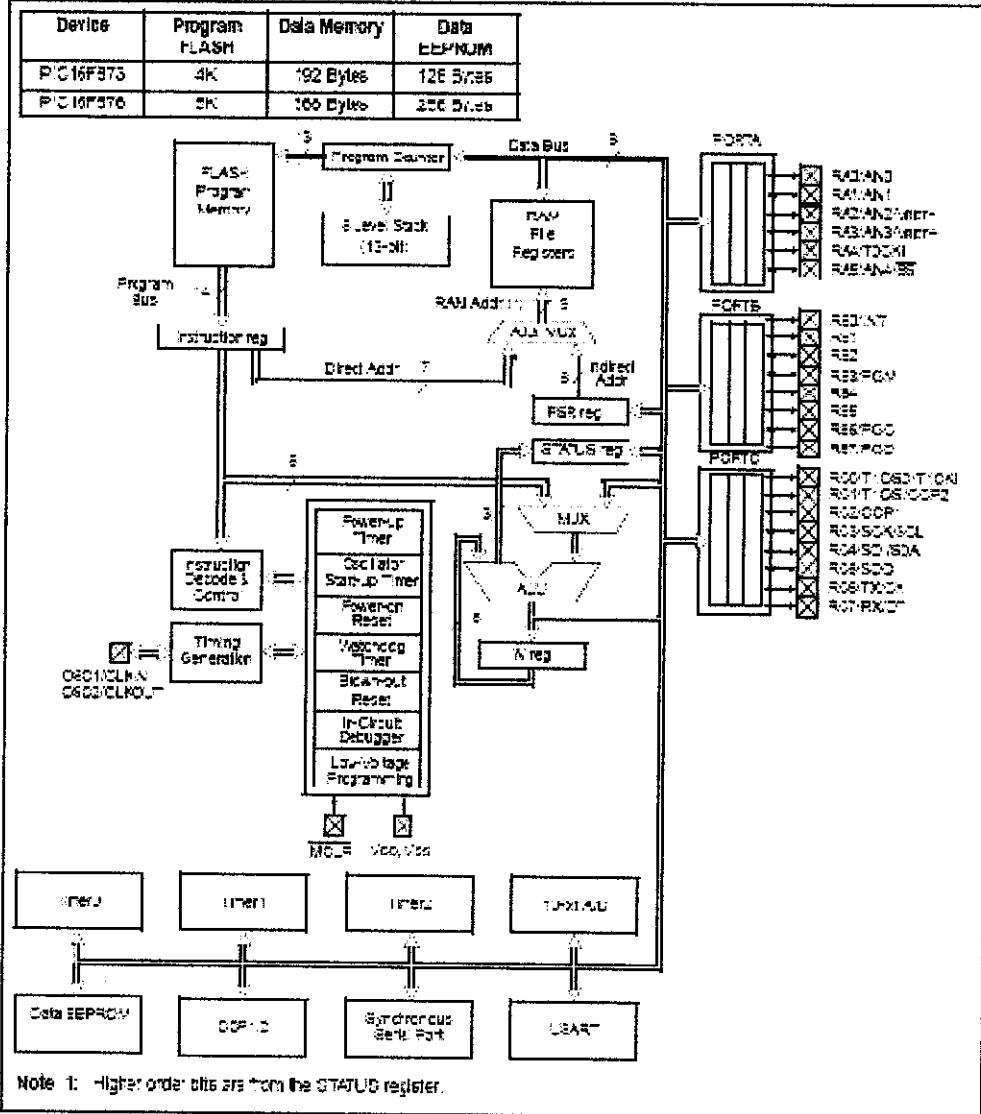 Device Program FLASH Data Memory Data EEPROM
PIC16F873 4K 192 Bytes 128 Bytes
PIC16F876 8K 368 Bytes 256 Bytes
13
Program Counter
Data Bus
8
PORTA
FLASH
Program
Memory
8 Level Stack
(13-bit)
RAM
File
Registers
RA0/AN0
RA1/AN1
RA2/AN2/VREF-
RA3/AN3/VREF+
RA4/T0CKI
RA5/AN4/SS
Program
Bus
14
RAM Addr(1)
9
PORTB
Addr MUX
Instruction reg
Direct Addr
7
8
Indirect
Addr
RB0/INT
RB1
RB2
RB3/PGM
RB4
RB5
RB6/PGC
RB7/PGD
FSR reg
STATUS reg
8
PORTC
RC0/T1OSO/T1CKI
RC1/T1OSI/CCP2
RC2/CCP1
RC3/SCK/SCL
RC4/SDI/SDA
RC5/SDO
RC6/TX/CK
RC7/RX/DT
3
MUX
Power-up
Timer
Oscillator
Start-up Timer
Power-on
Reset
Watchdog
Timer
Brown-out
Reset
In-Circuit
Debugger
Low-Voltage
Programming
Instruction
Decode &
Control
ALU
8
W reg
Timing
Generation
OSC1/CLKIN
OSC2/CLKOUT
MCLR
VDD, VSS
Timer0
Timer1
Timer2
10-bit A/D
Data EEPROM
CCP1,2
Synchronous
Serial Port
USART
Note 1: Higher order bits are from the STATUS register.